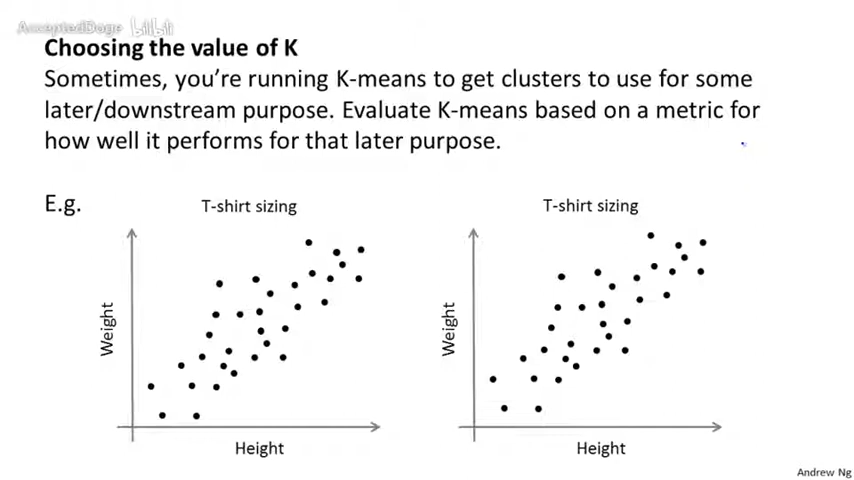 AcceptedDoge bilibili
Choosing the value of K
Sometimes, you're running K-means to get clusters to use for some
later/downstream purpose. Evaluate K-means based on a metric for
how well it performs for that later purpose.
E.g.
T-shirt sizing
T-shirt sizing
Weight
Weight
Height
Height
Andrew Ng